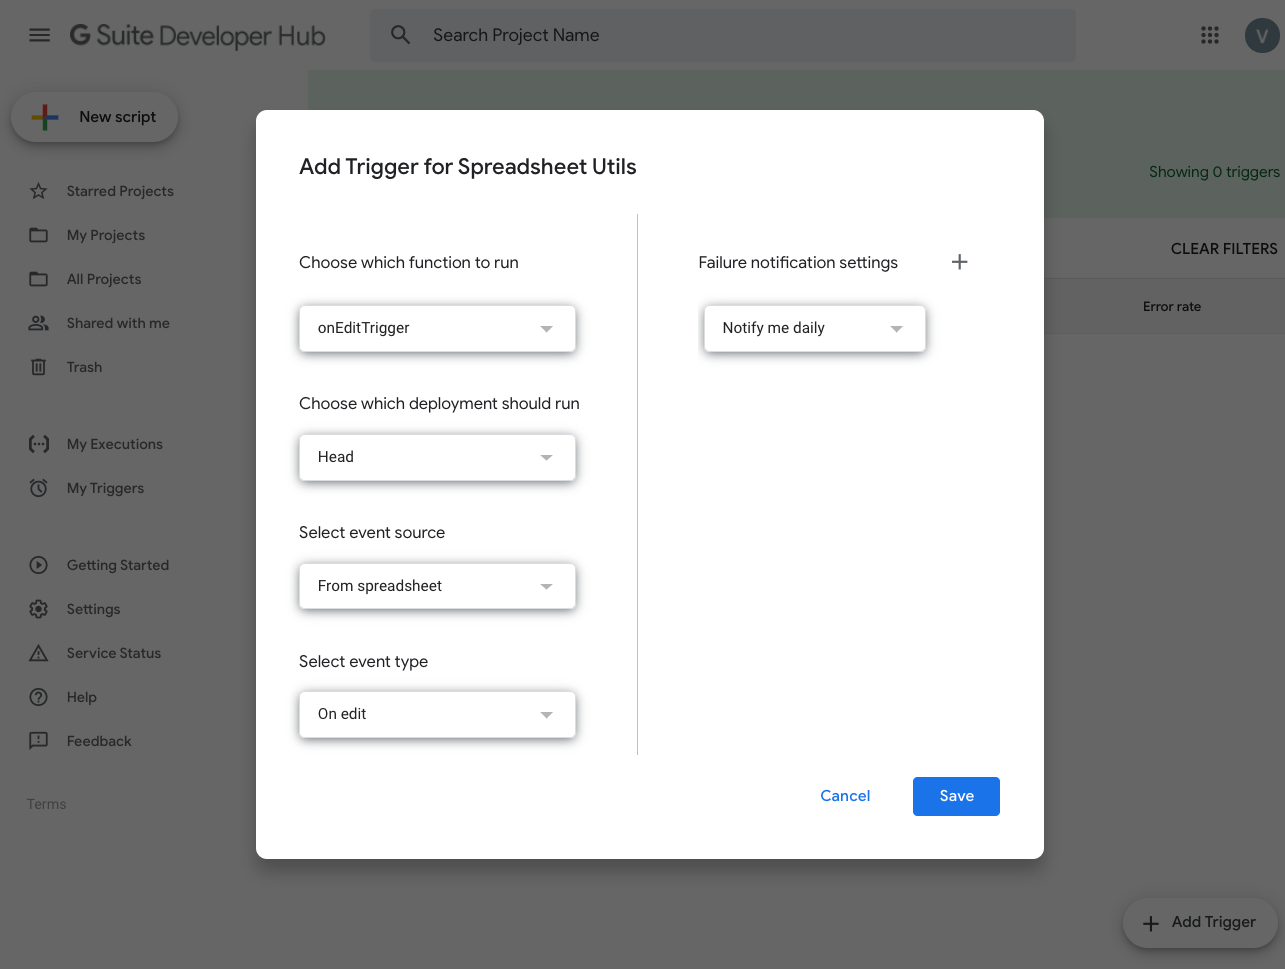 G Suite Developer Hub
Search Project Name
V
New script
Showing 0 triggers
Starred Projects
My Projects
All Projects
Shared with me
Trash
My Executions
My Triggers
Getting Started
Settings
Service Status
Help
Feedback
Terms
CLEAR FILTERS
Error rate
Add Trigger for Spreadsheet Utils
Choose which function to run
onEditTrigger
Choose which deployment should run
Head
Select event source
From spreadsheet
Select event type
On edit
Failure notification settings
Notify me daily
Cancel
Save
Add Trigger